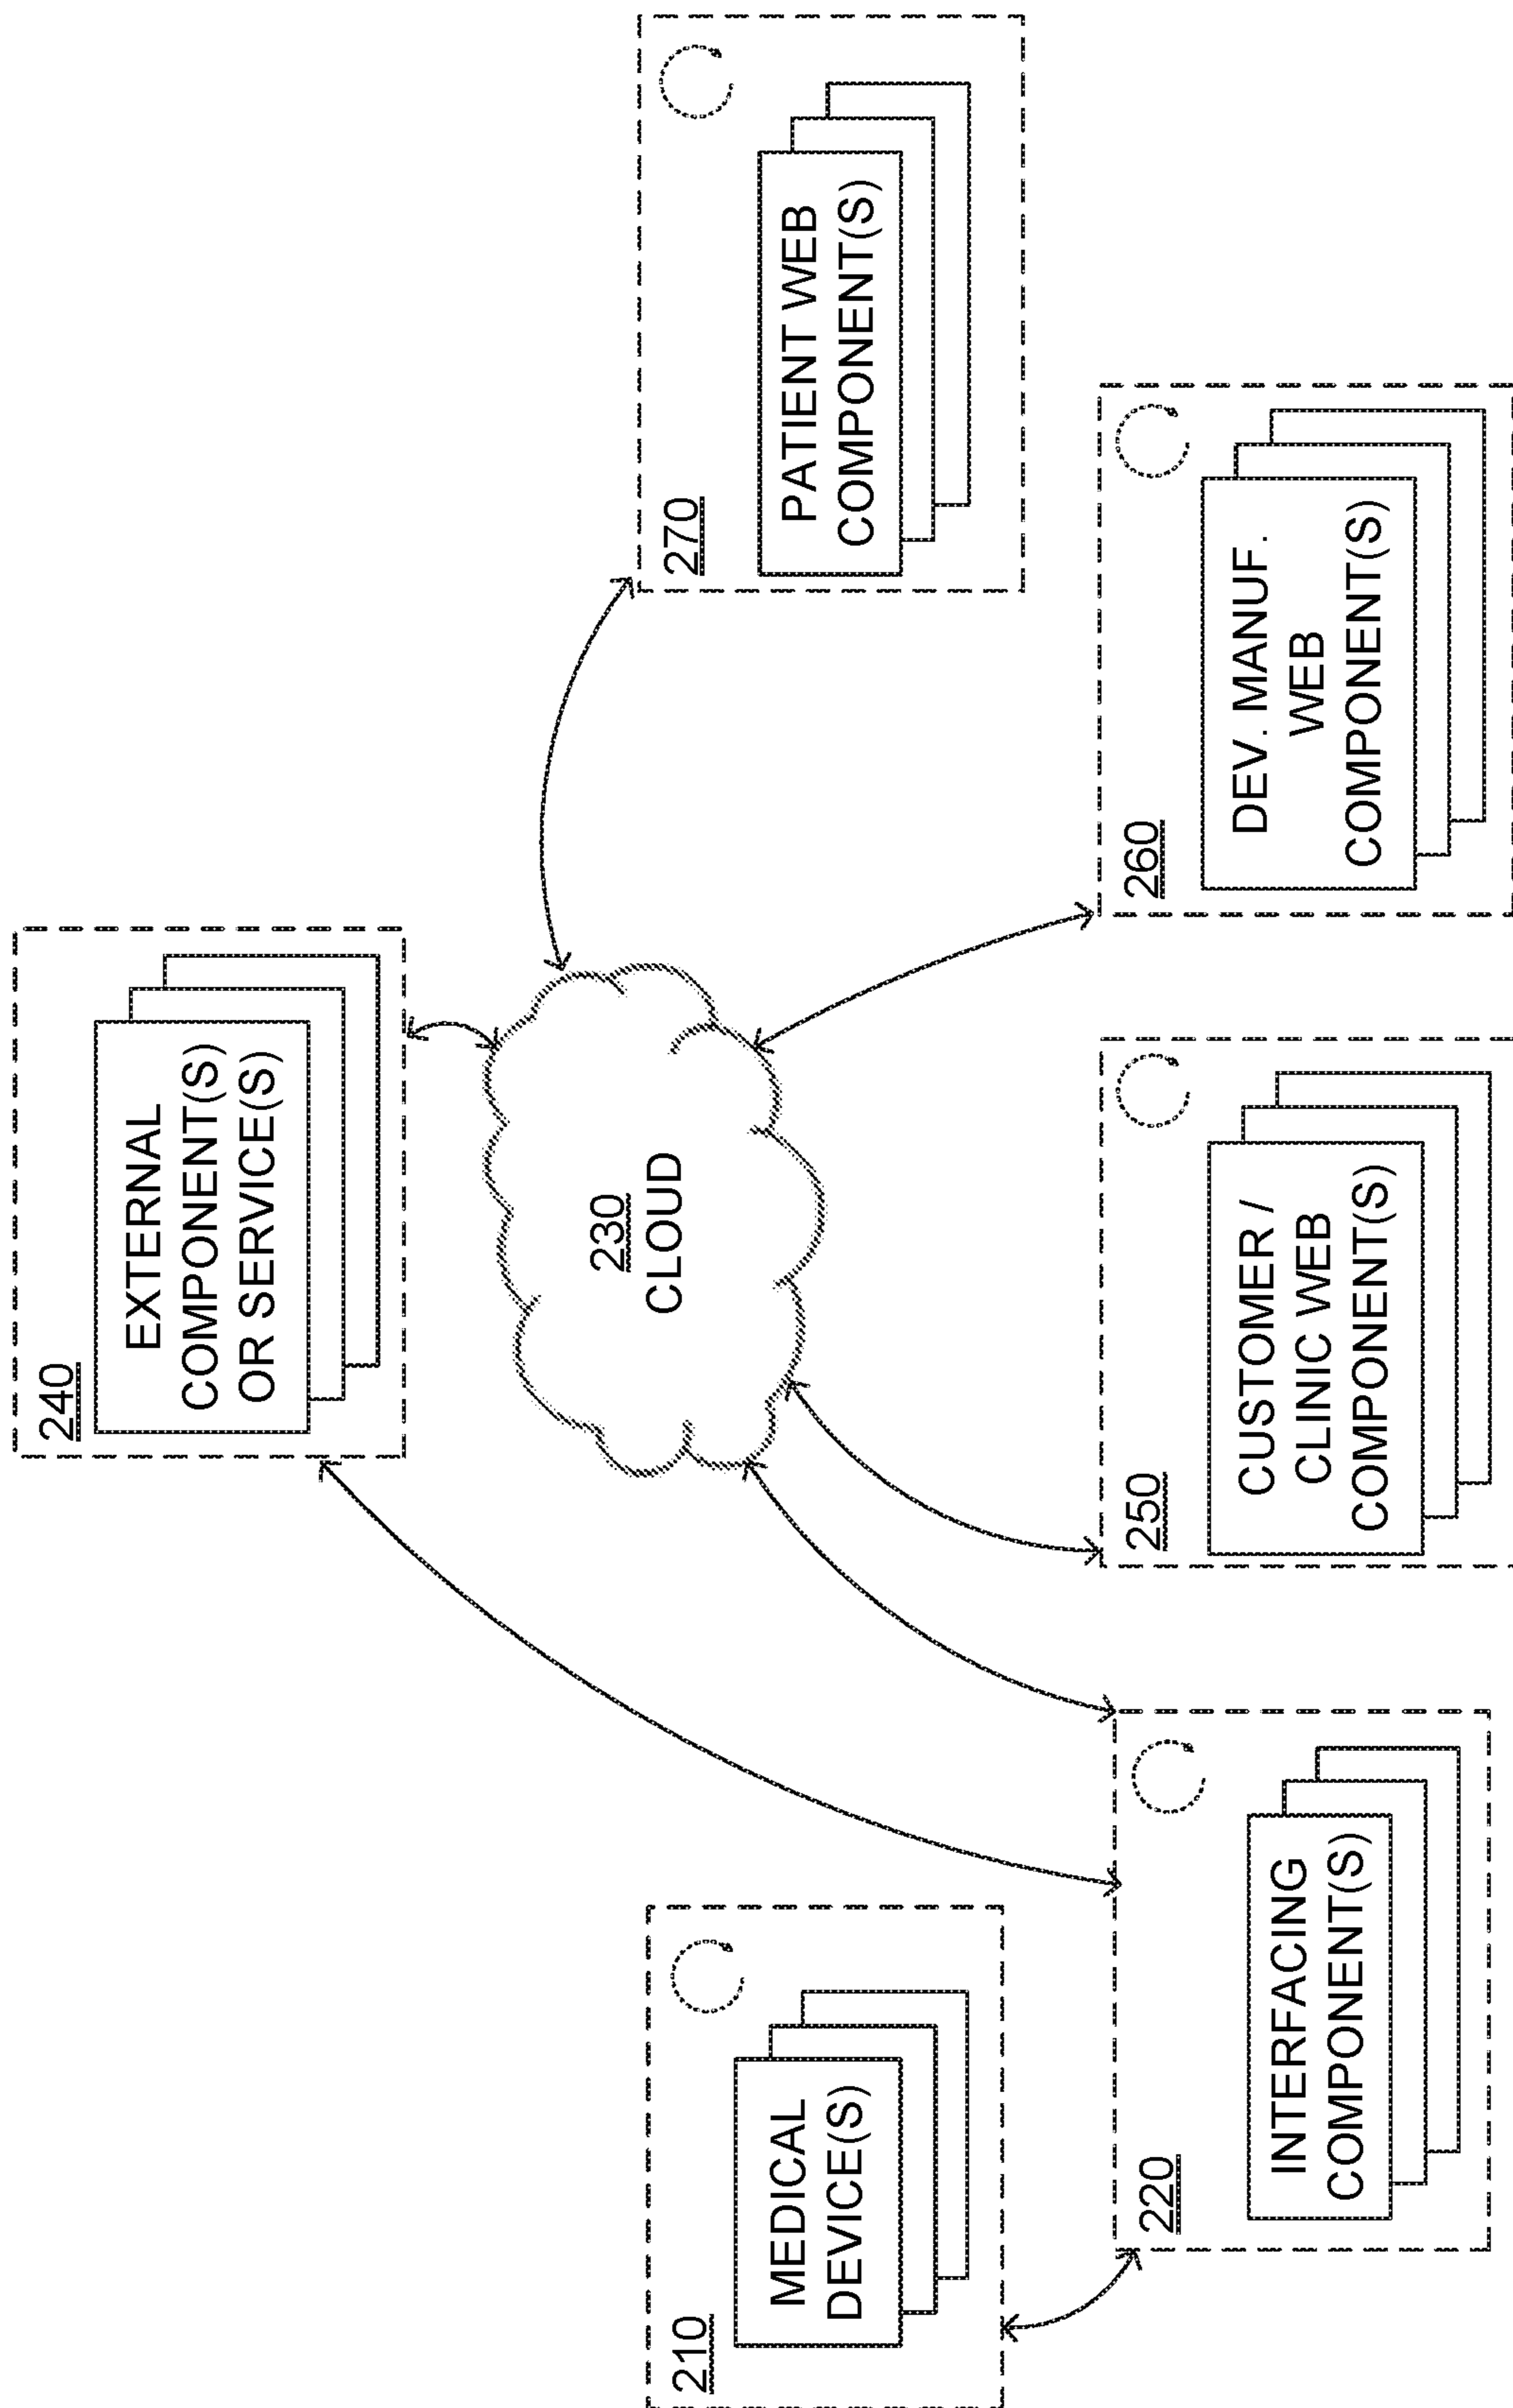 240
EXTERNAL
COMPONENT(S)
OR SERVICE(S)
210
MEDICAL
DEVICE(S)
230
CLOUD
270
PATIENT WEB
COMPONENT(S)
220
INTERFACING
COMPONENT(S)
250
CUSTOMER /
CLINIC WEB
COMPONENT(S)
260
DEV. MANUF.
WEB
COMPONENT(S)